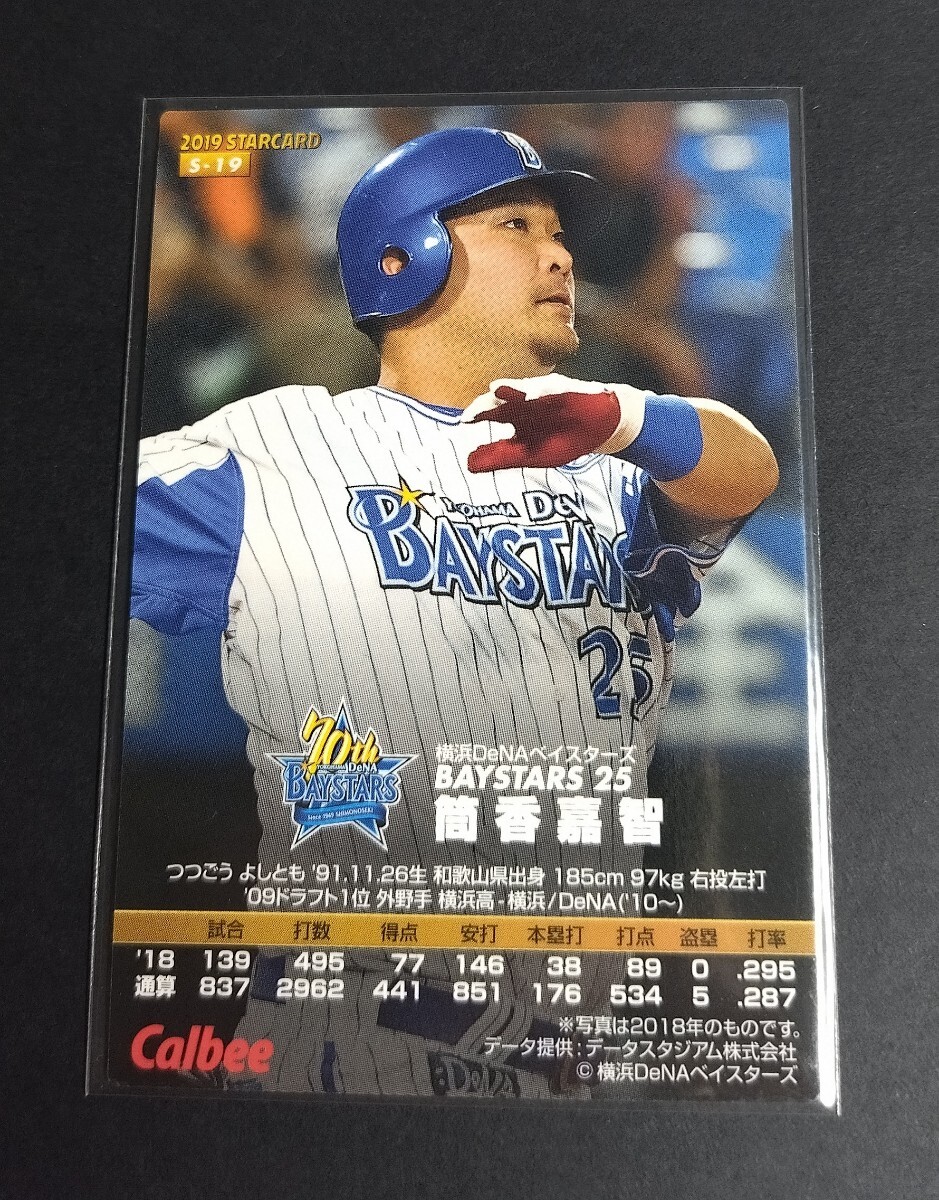 2019 STARCARD
S-19
B
YOKOHAMA DeN
BAYSTARS
25
70th
YOKOHAMA DeNA
BAYSTARS
Since 1949 SHIMONOSEKI
横浜DeNAベイスターズ
BAYSTARS 25
筒香嘉智
つつごう よしとも '91.11.26生 和歌山県出身 185cm 97kg 右投左打
'09ドラフト1位 外野手 横浜高-横浜/DeNA('10〜)
試合 打数 得点 安打 本塁打 打点 盗塁 打率
'18 139 495 77 146 38 89 0 .295
通算 837 2962 441 851 176 534 5 .287
※写真は2018年のものです。
Calbee
データ提供:データスタジアム株式会社
© 横浜DeNAベイスターズ
DeNA